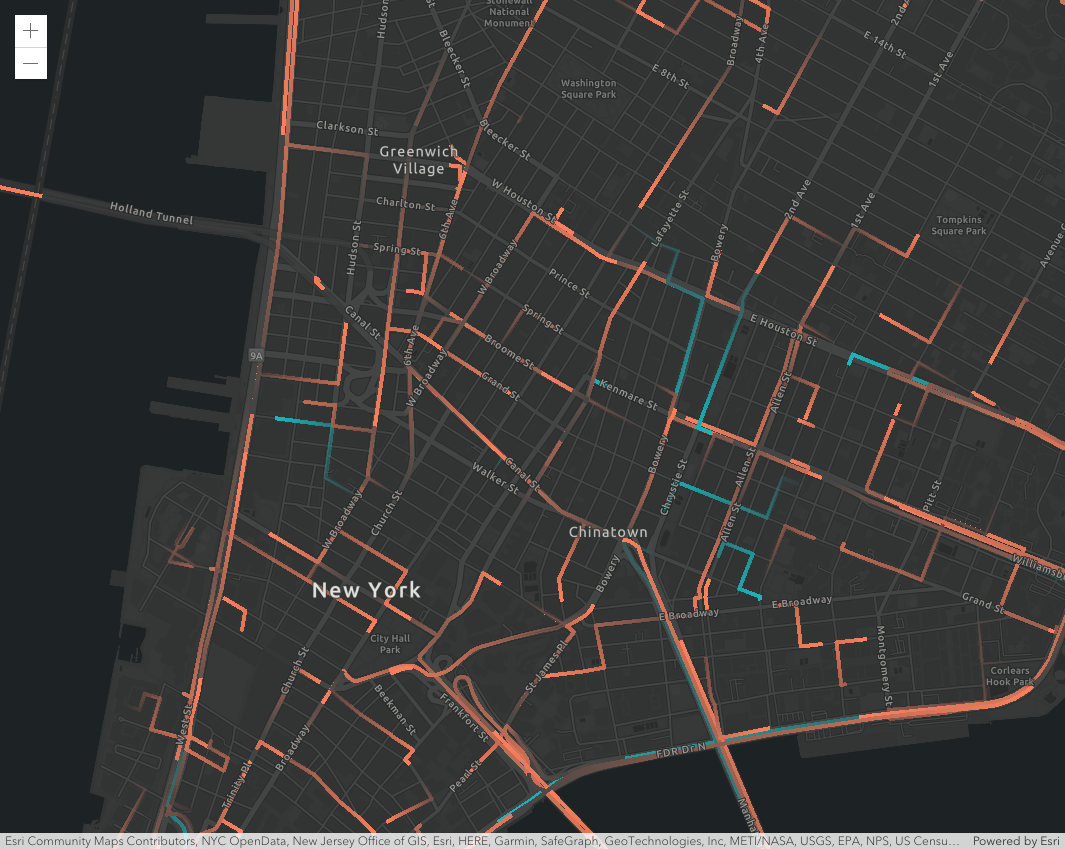 Stonewall
National
Monument
Hudson
Bleecker St
Broadway
4th Ave
2nd A
E 14th St
1st Ave
E 8th St
Washington
Square Park
Clarkson St
Greenwich
Village
Bleecker St
Holland Tunnel
Charlton St
W Houston St
6th Ave
Lafayette St
Bowery
2nd Ave
1st Ave
Tompkins
Square Park
Avenue C
Hudson St
Spring St
W Broadway
Prince St
Canal St
Spring St
E Houston St
9A
6th Ave
W Broadway
Broome St
Grand St
Kenmare St
Allen St
Walker St
Canal St
Bowery
Chrystie St
Allen St
Pitt St
W Broadway
Church St
Chinatown
Allen St
Williamsb
New York
Bowery
E Broadway
E Broadway
Grand St
City Hall
Park
Church St
St James Pl
Montgomery St
Corlears
Hook Park
Beekman St
Frankfort St
West St
Broadway
FDR Dr N
Trinity Pl
Pearl St
Manha
Esri Community Maps Contributors, NYC OpenData, New Jersey Office of GIS, Esri, HERE, Garmin, SafeGraph, GeoTechnologies, Inc, METI/NASA, USGS, EPA, NPS, US Censu… Powered by Esri